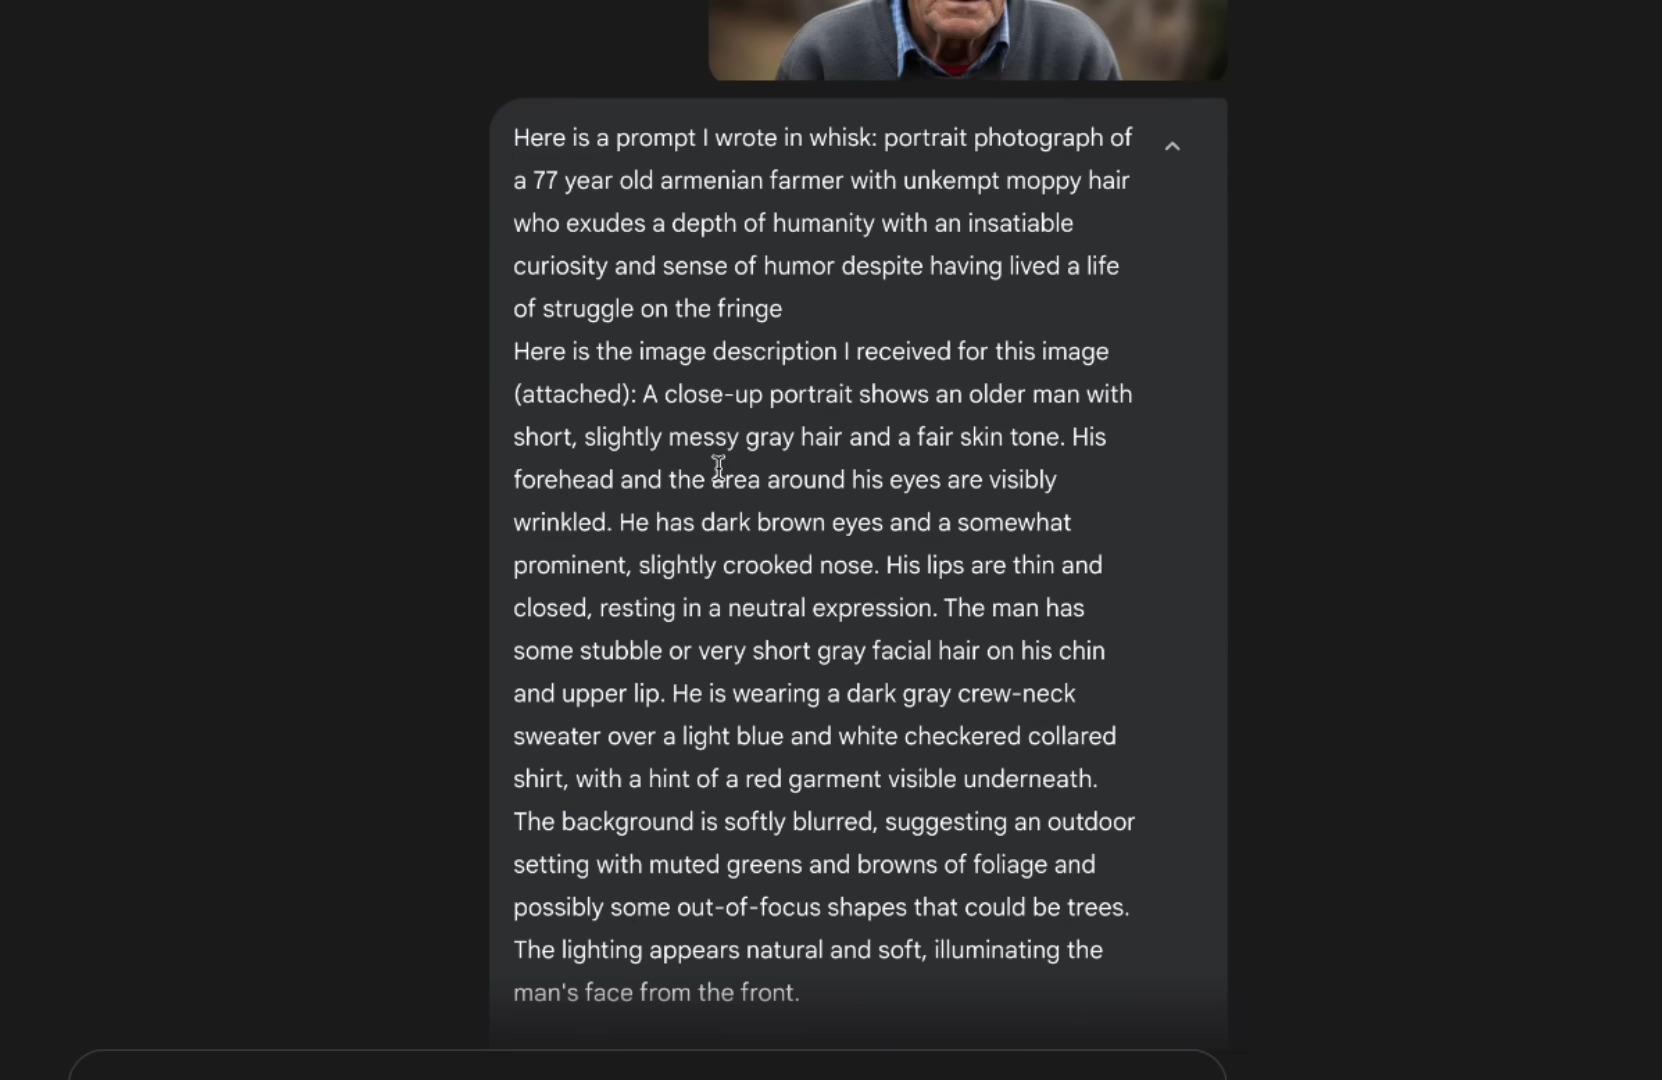 Here is a prompt I wrote in whisk: portrait photograph of
a 77 year old armenian farmer with unkempt moppy hair
who exudes a depth of humanity with an insatiable
curiosity and sense of humor despite having lived a life
of struggle on the fringe
Here is the image description I received for this image
(attached): A close-up portrait shows an older man with
short, slightly messy gray hair and a fair skin tone. His
forehead and the area around his eyes are visibly
wrinkled. He has dark brown eyes and a somewhat
prominent, slightly crooked nose. His lips are thin and
closed, resting in a neutral expression. The man has
some stubble or very short gray facial hair on his chin
and upper lip. He is wearing a dark gray crew-neck
sweater over a light blue and white checkered collared
shirt, with a hint of a red garment visible underneath.
The background is softly blurred, suggesting an outdoor
setting with muted greens and browns of foliage and
possibly some out-of-focus shapes that could be trees.
The lighting appears natural and soft, illuminating the
man's face from the front.